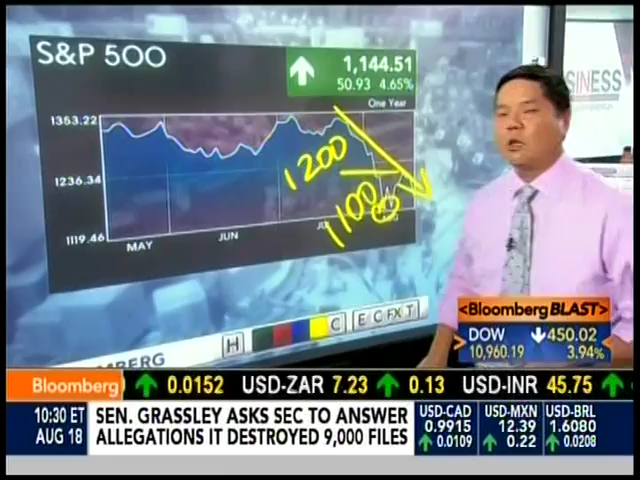 S&P 500
1,144.51
50.93 4.65%
One Year
1353.22
1236.34
1119.46
MAY JUN
1200
1100
H C E C FX T
Bloomberg BLAST
DOW 450.02
10,960.19 3.94%
Bloomberg 0.0152 USD-ZAR 7.23 0.13 USD-INR 45.75
10:30 ET
AUG 18
SEN. GRASSLEY ASKS SEC TO ANSWER
ALLEGATIONS IT DESTROYED 9,000 FILES
USD-CAD USD-MXN USD-BRL
0.9915 12.39 1.6080
0.0109 0.22 0.0208